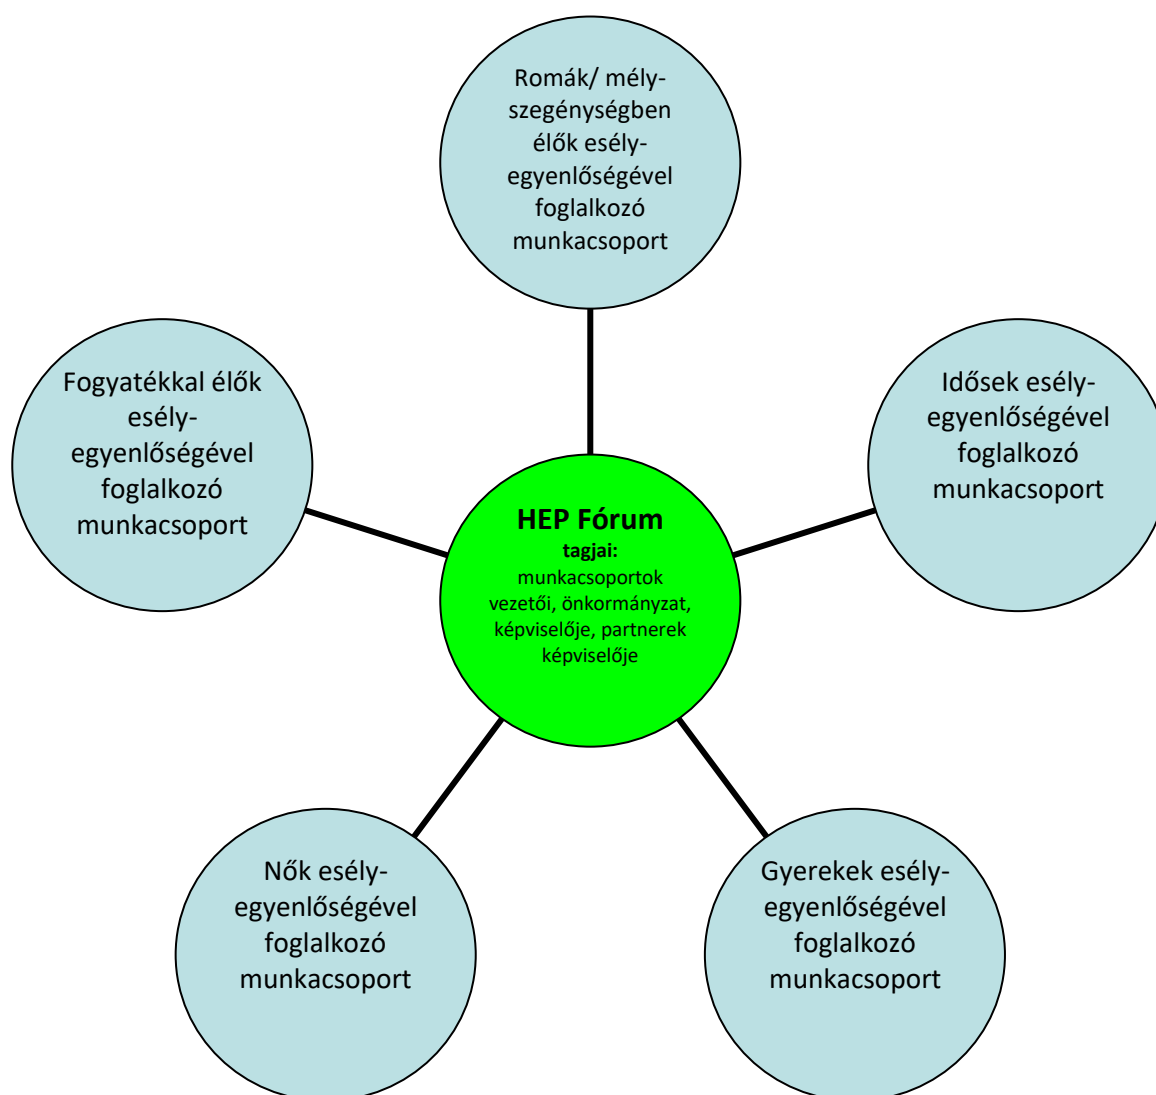 Romák/ mély-
szegénységben
élők esély-
egyenlőségével
foglalkozó
munkacsoport
Fogyatékkal élők
esély-
egyenlőségével
foglalkozó
munkacsoport
Idősek esély-
egyenlőségével
foglalkozó
munkacsoport
HEP Fórum
tagjai:
munkacsoportok
vezetői, önkormányzat,
képviselője, partnerek
képviselője
Nők esély-
egyenlőségével
foglalkozó
munkacsoport
Gyerekek esély-
egyenlőségével
foglalkozó
munkacsoport